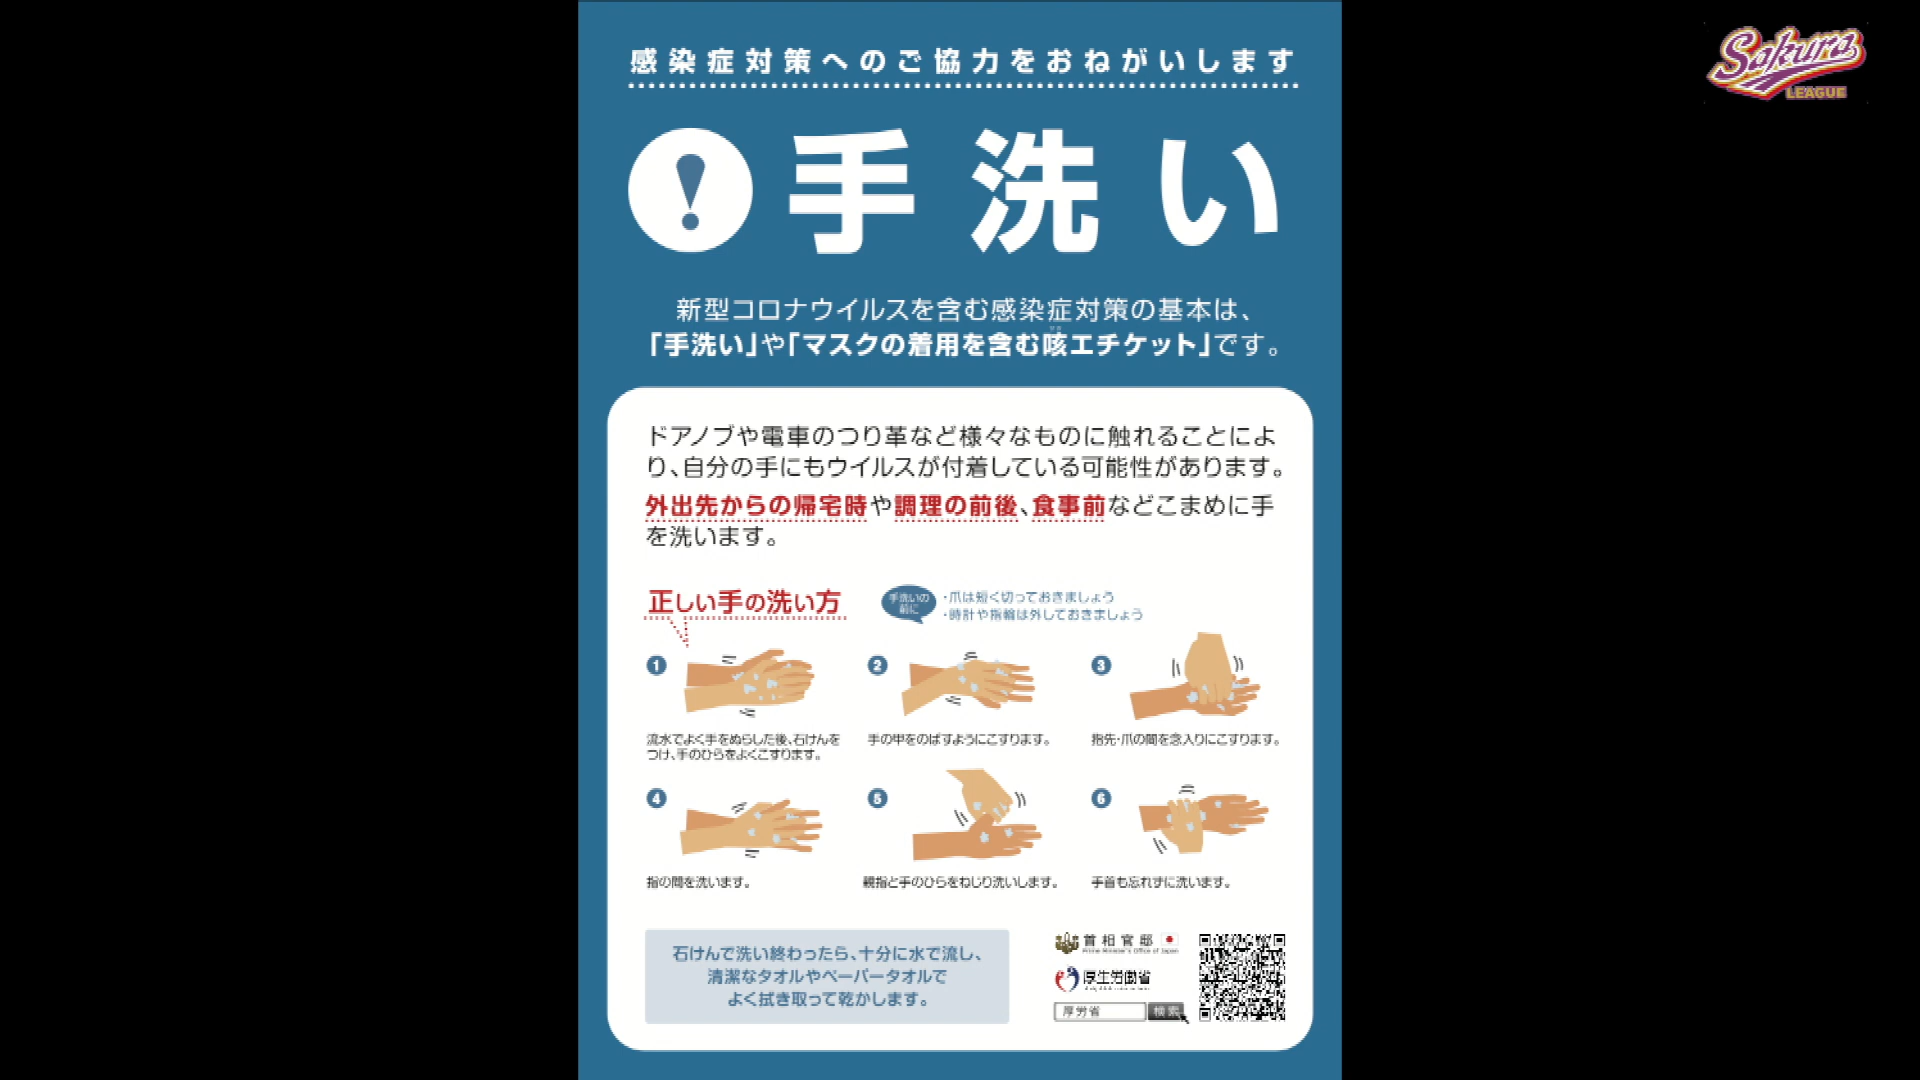 感染症対策へのご協力をおねがいします
Sakura
LEAGUE
! 手洗い
新型コロナウイルスを含む感染症対策の基本は、
「手洗い」や「マスクの着用を含む咳エチケット」です。
ドアノブや電車のつり革など様々なものに触れることによ
り、自分の手にもウイルスが付着している可能性があります。
外出先からの帰宅時や調理の前後、食事前などこまめに手
を洗います。
正しい手の洗い方
手洗いの
前に
・爪は短く切っておきましょう
・時計や指輪は外しておきましょう
1
流水でよく手をぬらした後、石けんを
つけ、手のひらをよくこすります。
2
手の甲をのばすようにこすります。
3
指先・爪の間を念入りにこすります。
4
指の間を洗います。
5
親指と手のひらをねじり洗いします。
6
手首も忘れずに洗います。
石けんで洗い終わったら、十分に水で流し、
清潔なタオルやペーパータオルで
よく拭き取って乾かします。
首相官邸
Prime Minister's Office of Japan
厚生労働省
厚労省 検索